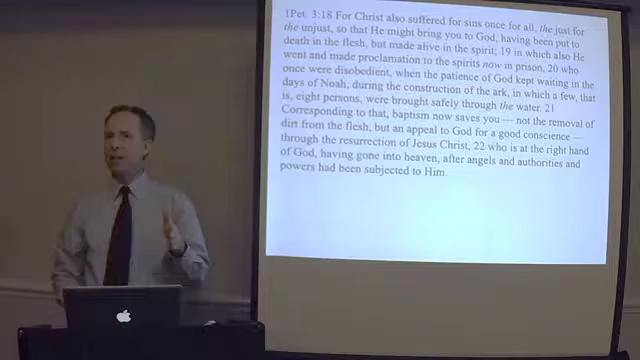 1Pet. 3:18 For Christ also suffered for sins once for all, the just for
the unjust, so that He might bring you to God, having been put to
death in the flesh, but made alive in the spirit; 19 in which also He
went and made proclamation to the spirits now in prison, 20 who
once were disobedient, when the patience of God kept waiting in the
days of Noah, during the construction of the ark, in which a few, that
is, eight persons, were brought safely through the water. 21
Corresponding to that, baptism now saves you — not the removal of
dirt from the flesh, but an appeal to God for a good conscience —
through the resurrection of Jesus Christ, 22 who is at the right hand
of God, having gone into heaven, after angels and authorities and
powers had been subjected to Him.